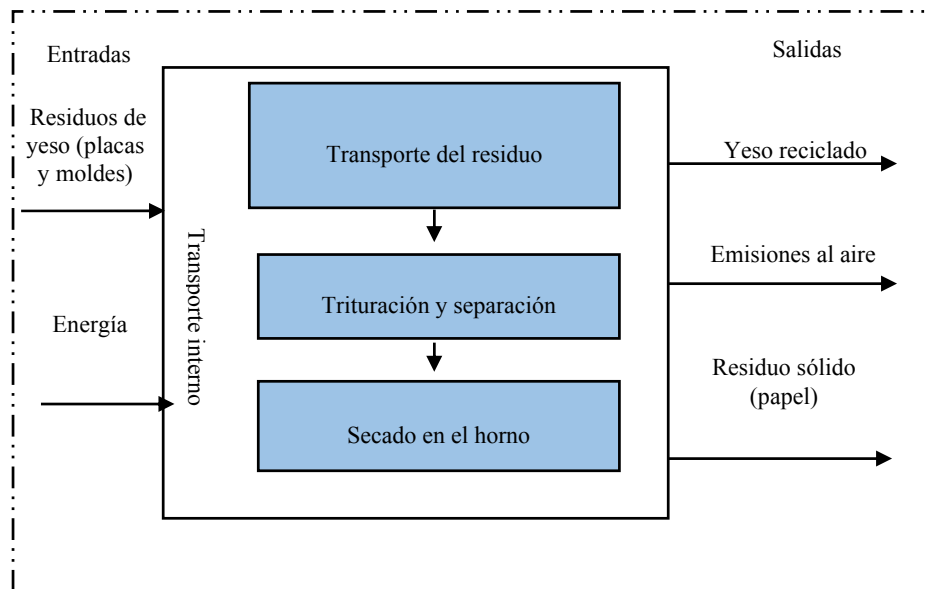 Entradas
Salidas
Residuos de
yeso (placas
y moldes)
Transporte del residuo
Yeso reciclado
Transporte interno
Trituración y separación
Emisiones al aire
Energía
Secado en el horno
Residuo sólido
(papel)